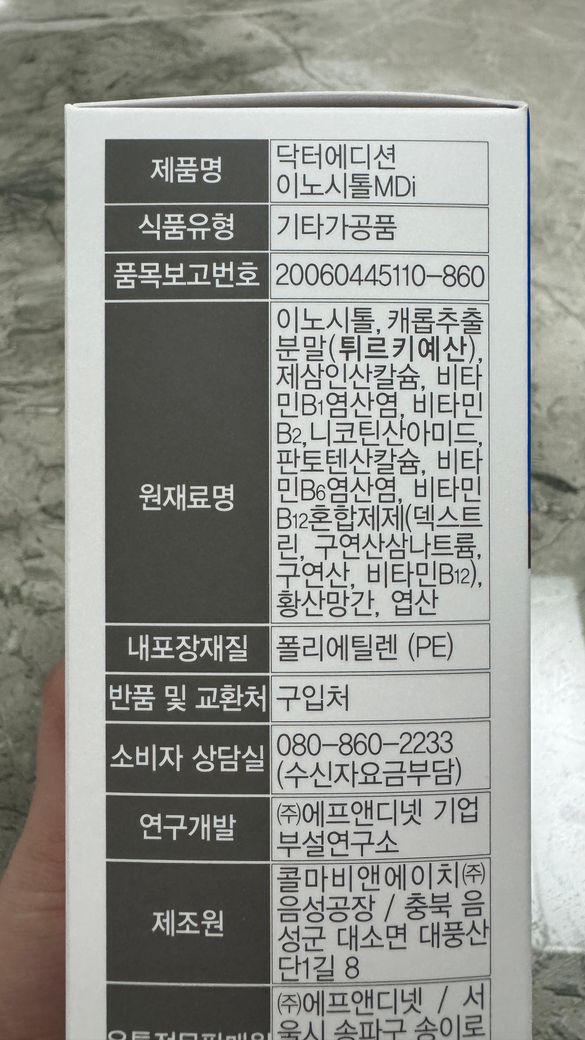 제품명
닥터에디션
이노시톨MDi
식품유형
기타가공품
품목보고번호
20060445110-860
원재료명
이노시톨, 캐롭추출
분말(튀르키예산),
제삼인산칼슘, 비타
민B1염산염, 비타민
B2,니코틴산아미드,
판토텐산칼슘, 비타
민B6염산염, 비타민
B12혼합제제(덱스트
린, 구연산삼나트륨,
구연산, 비타민B12),
황산망간, 엽산
내포장재질
폴리에틸렌 (PE)
반품 및 교환처
구입처
소비자 상담실
080-860-2233
(수신자요금부담)
연구개발
㈜에프앤디넷 기업
부설연구소
제조원
콜마비앤에이치㈜
음성공장 / 충북 음
성군 대소면 대풍산
단1길 8
㈜에프앤디넷 / 서
울시 송파구 송이로